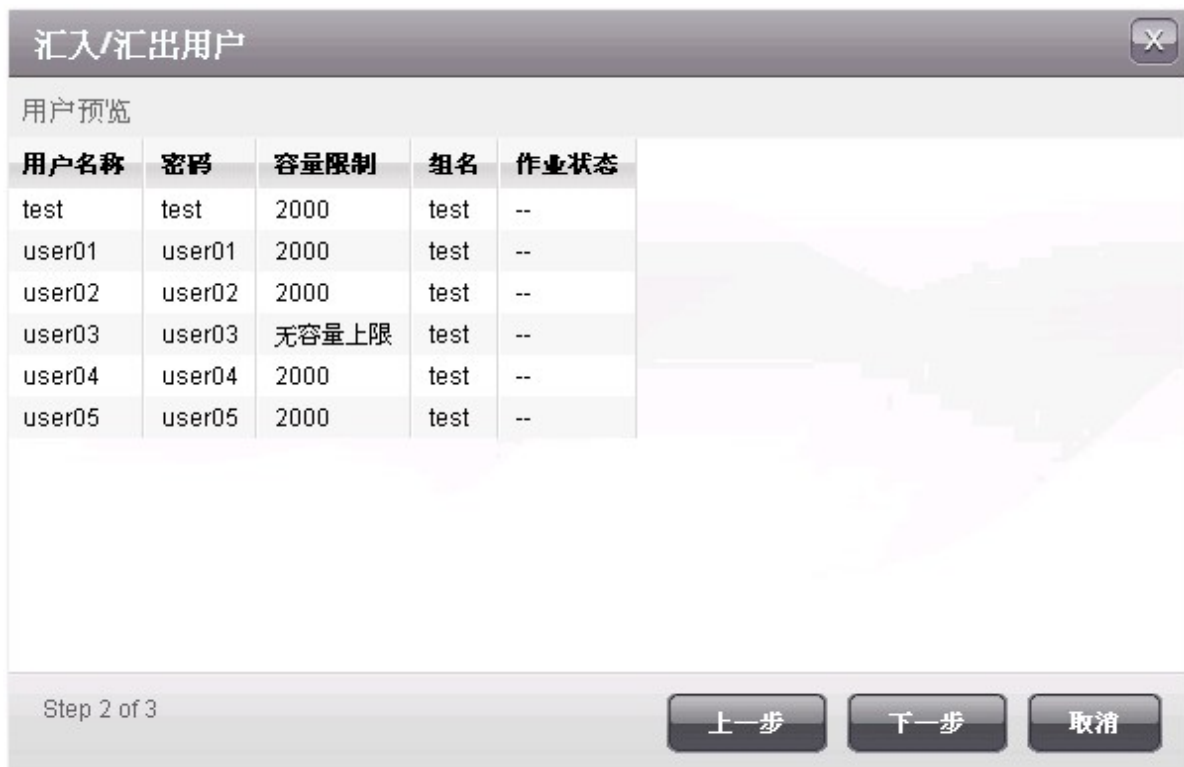 汇入/汇出用户
X
用户预览
用户名称 密码 容量限制 组名 作业状态
test test 2000 test --
user01 user01 2000 test --
user02 user02 2000 test --
user03 user03 无容量上限 test --
user04 user04 2000 test --
user05 user05 2000 test --
Step 2 of 3 上一步 下一步 取消